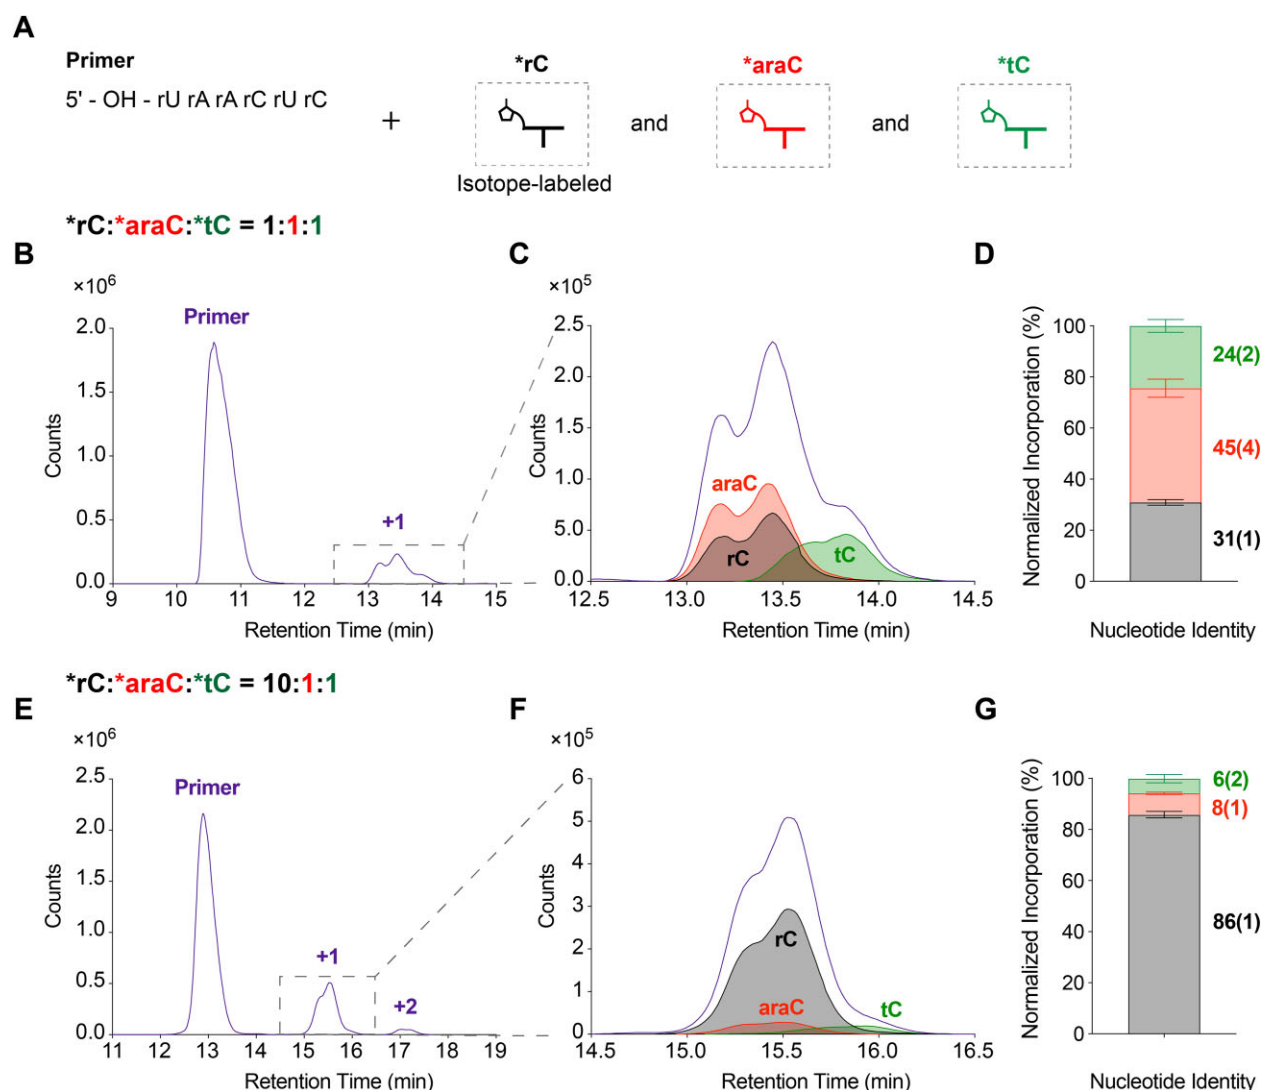 A
Primer
5' - OH - rU rA rA rC rU rC
+
*rC
and
*araC
and
*tC
Isotope-labeled
*rC:*araC:*tC = 1:1:1
B
×10⁶
2.0
1.5
1.0
0.5
0.0
Counts
Primer
+1
9 10 11 12 13 14 15
Retention Time (min)
C
×10⁵
2.5
2.0
1.5
1.0
5.0
0.0
Counts
araC
rC
tC
12.5 13.0 13.5 14.0 14.5
Retention Time (min)
D
Normalized Incorporation (%)
100
80
60
40
20
0
24(2)
45(4)
31(1)
Nucleotide Identity
*rC:*araC:*tC = 10:1:1
E
×10⁶
2.5
2.0
1.5
1.0
0.5
0.0
Counts
Primer
+1
+2
11 12 13 14 15 16 17 18 19
Retention Time (min)
F
×10⁵
6
5
4
3
2
1
0
Counts
rC
araC
tC
14.5 15.0 15.5 16.0 16.5
Retention Time (min)
G
Normalized Incorporation (%)
100
80
60
40
20
0
6(2)
8(1)
86(1)
Nucleotide Identity